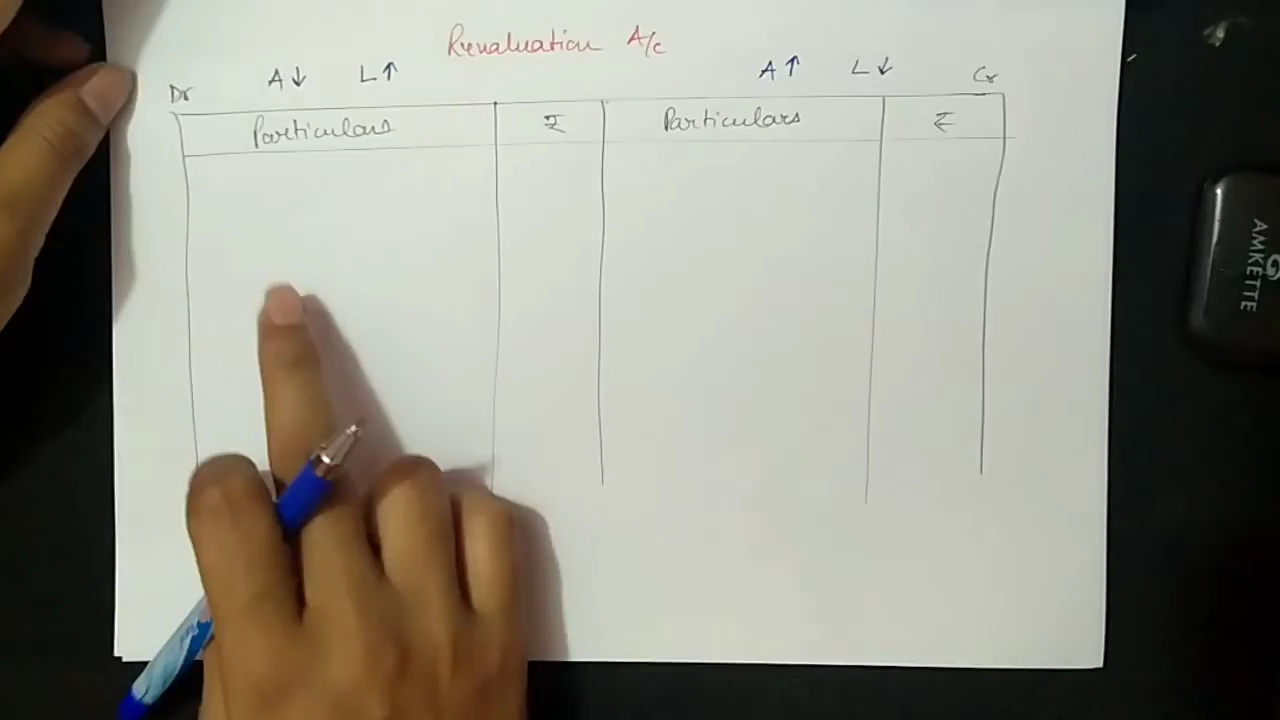 Revaluation A/c
Dr A↓ L↑ A↑ L↓ Cr
Particulars ₹ Particulars ₹
AMKETTE